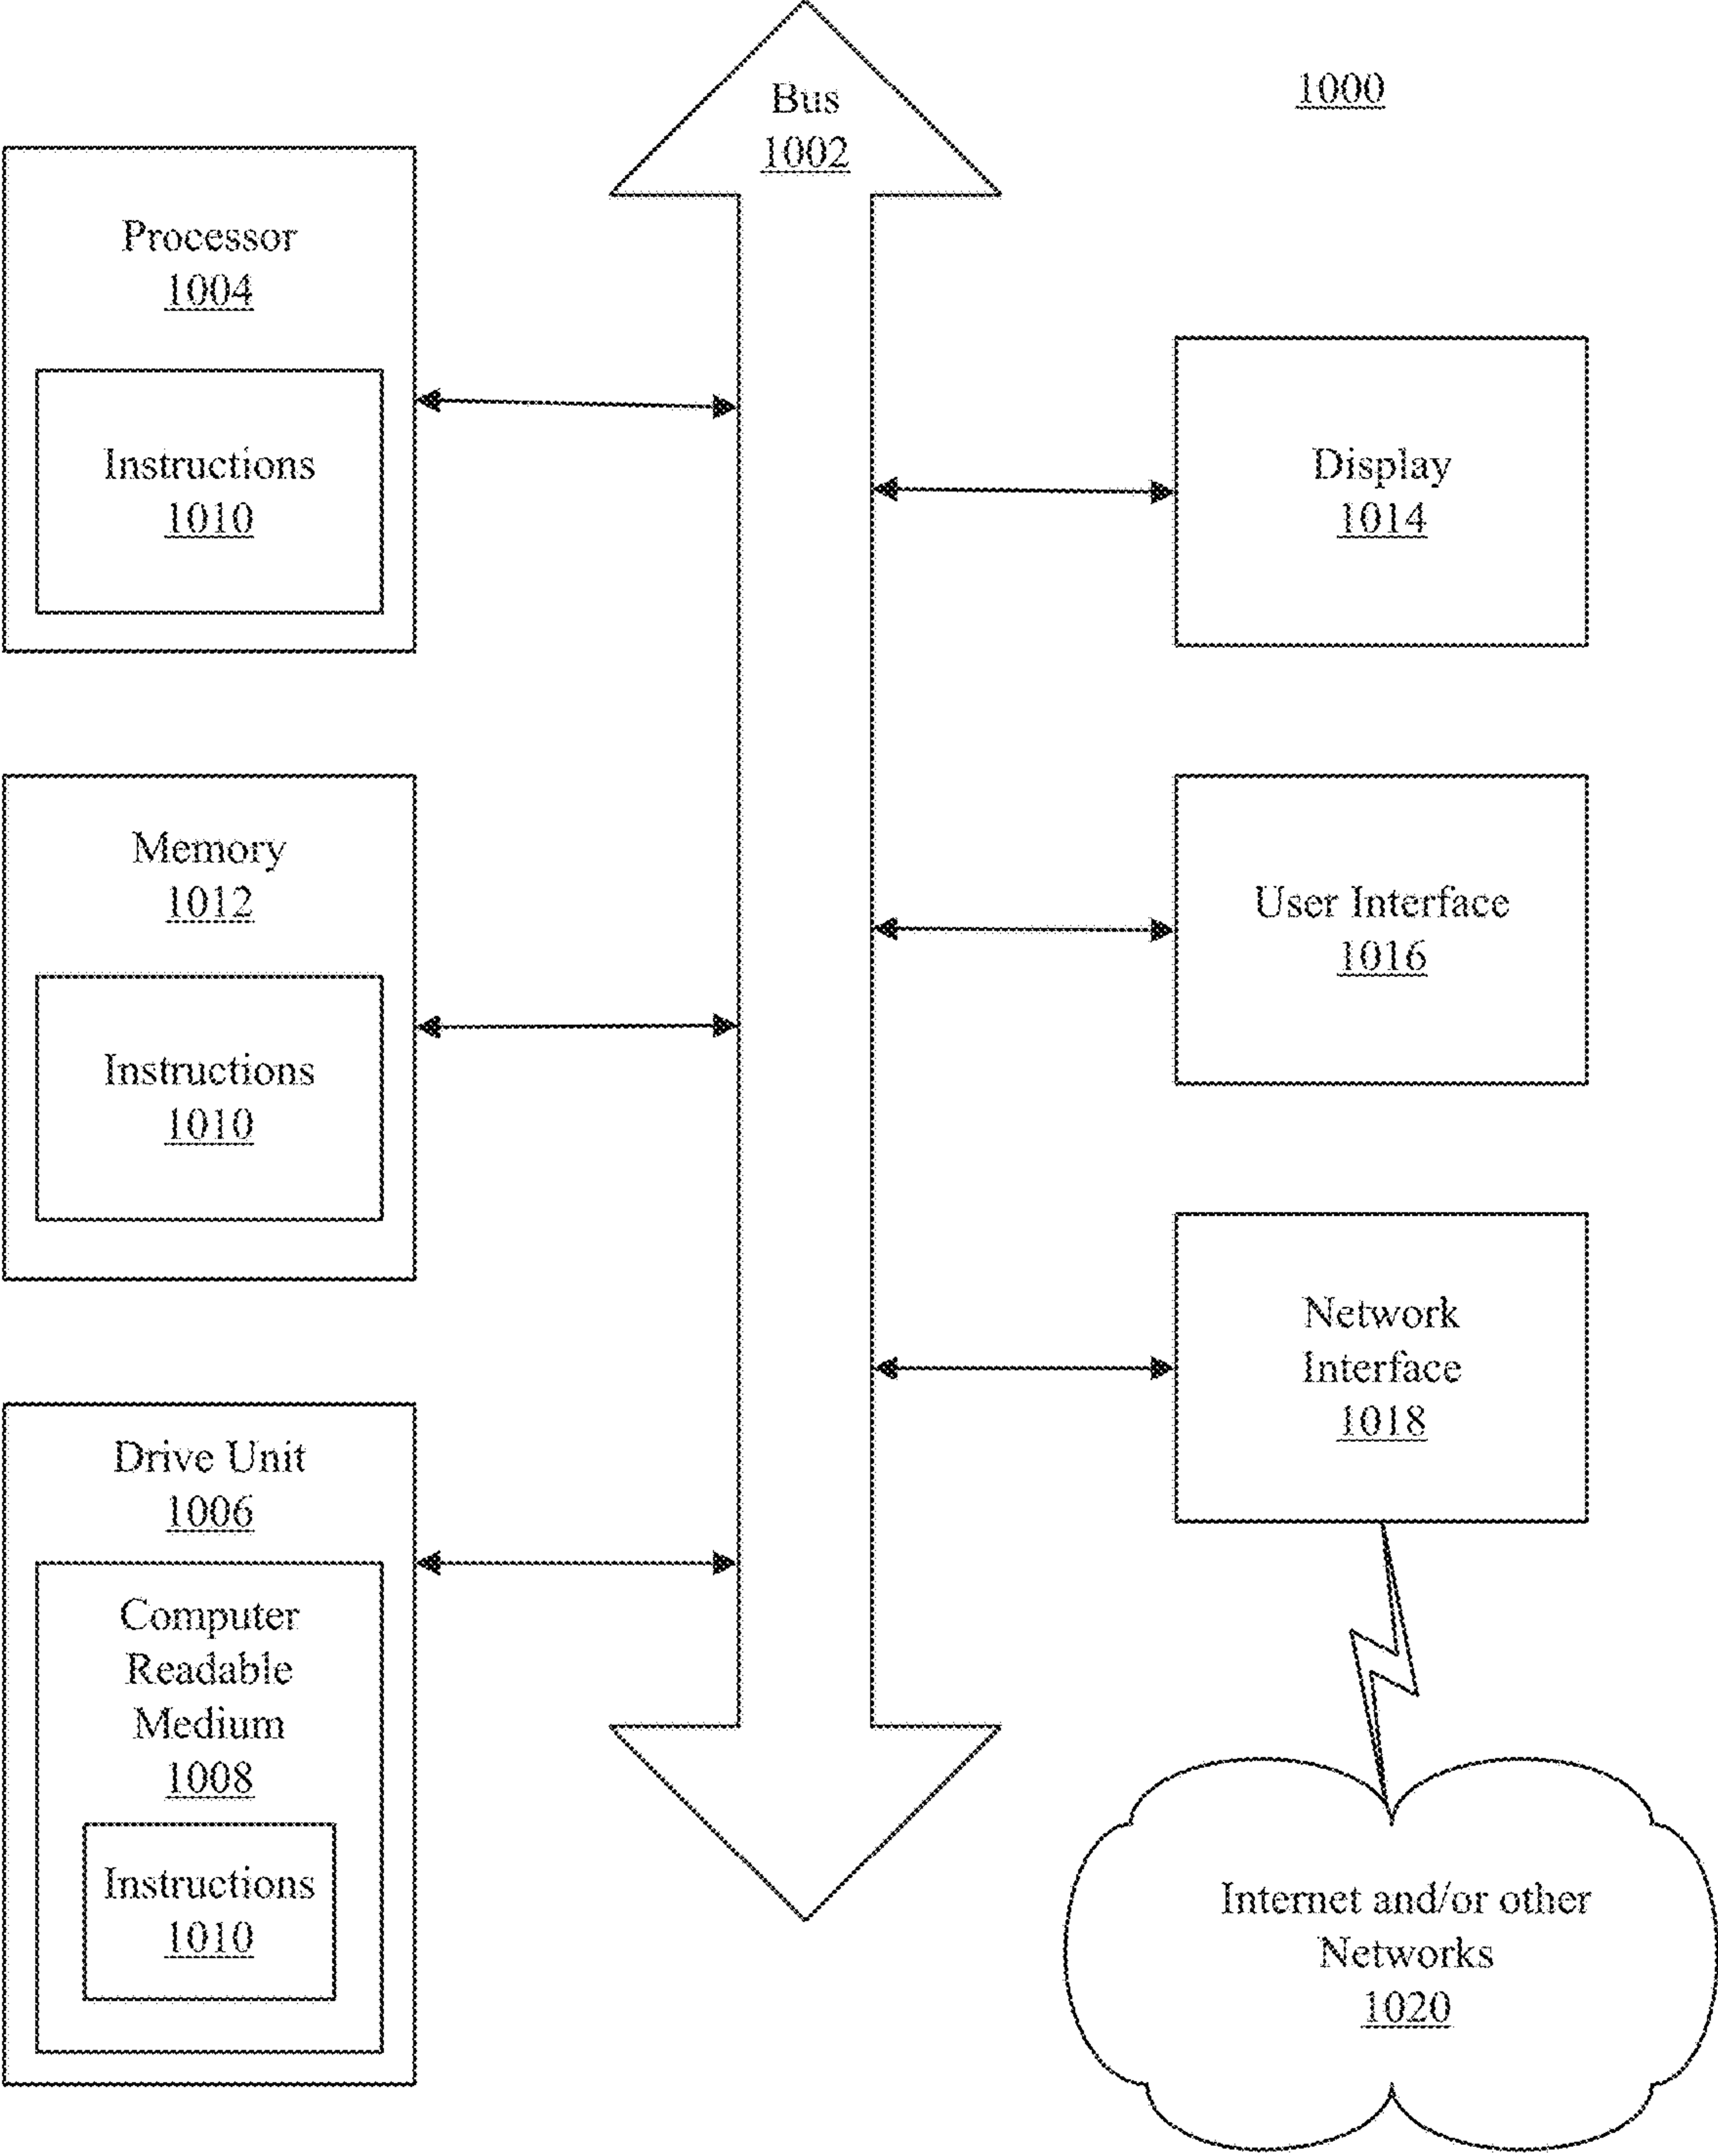 Bus
1002
1000
Processor
1004
Instructions
1010
Display
1014
Memory
1012
Instructions
1010
User Interface
1016
Network
Interface
1018
Drive Unit
1006
Computer
Readable
Medium
1008
Instructions
1010
Internet and/or other
Networks
1020